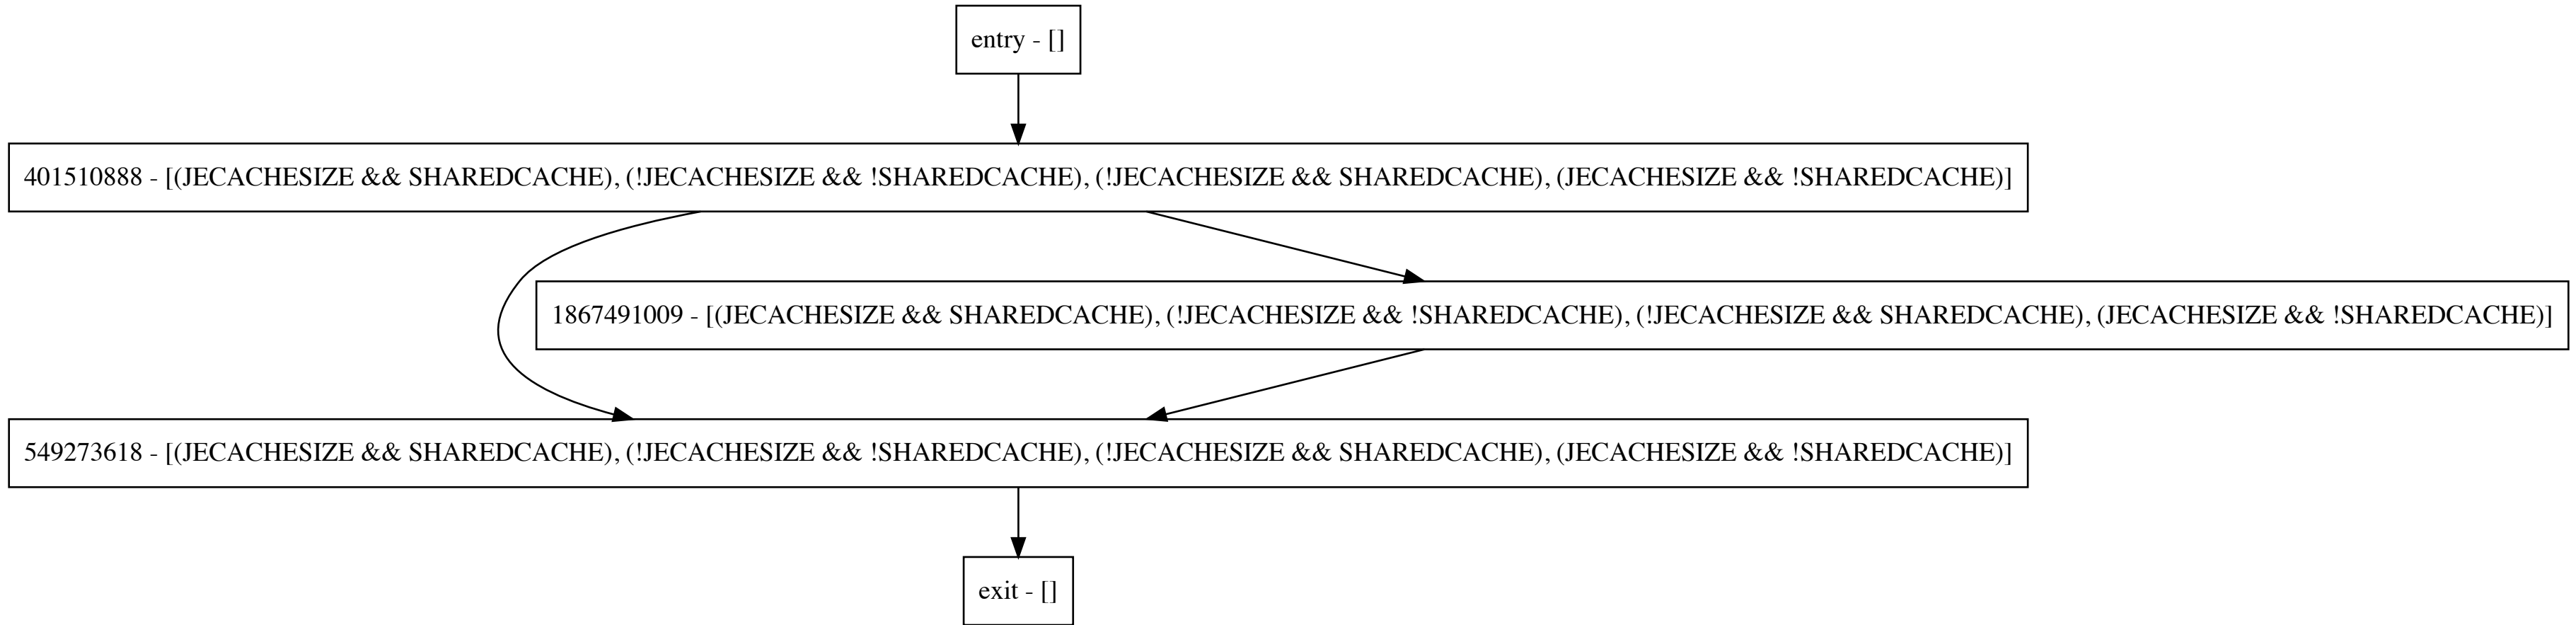 entry - []
401510888 - [(JECACHESIZE && SHAREDCACHE), (!JECACHESIZE && !SHAREDCACHE), (!JECACHESIZE && SHAREDCACHE), (JECACHESIZE && !SHAREDCACHE)]
1867491009 - [(JECACHESIZE && SHAREDCACHE), (!JECACHESIZE && !SHAREDCACHE), (!JECACHESIZE && SHAREDCACHE), (JECACHESIZE && !SHAREDCACHE)]
549273618 - [(JECACHESIZE && SHAREDCACHE), (!JECACHESIZE && !SHAREDCACHE), (!JECACHESIZE && SHAREDCACHE), (JECACHESIZE && !SHAREDCACHE)]
exit - []